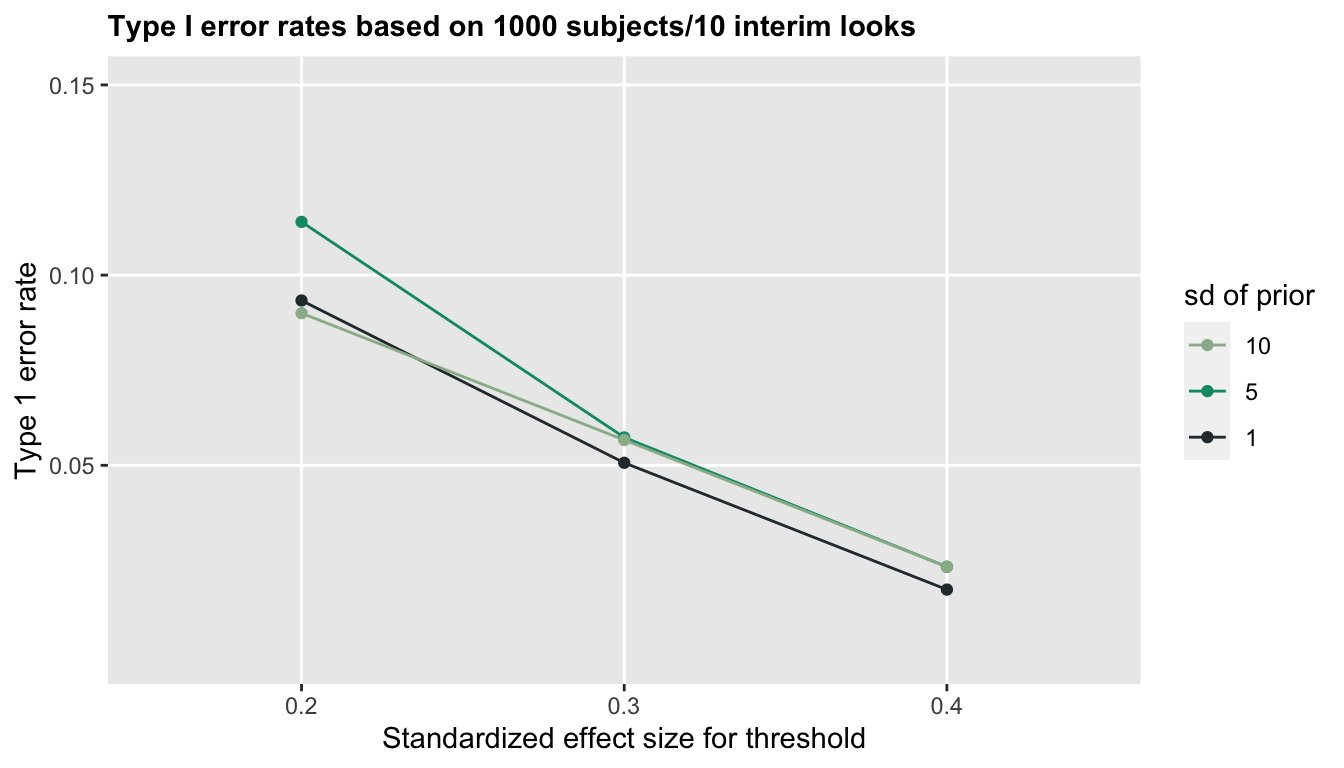 Type I error rates based on 1000 subjects/10 interim looks
0.15
0.10
0.05
Type 1 error rate
0.2
0.3
0.4
Standardized effect size for threshold
sd of prior
10
5
1